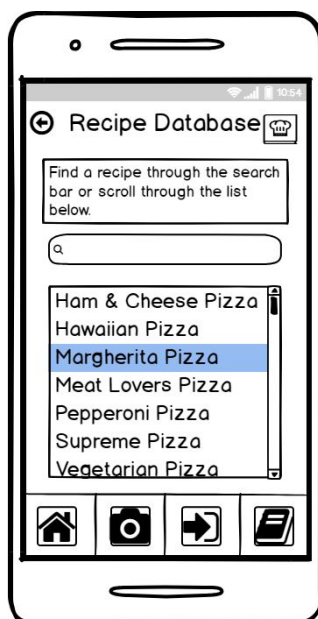 10:54
Recipe Database
Find a recipe through the search
bar or scroll through the list
below.
Ham & Cheese Pizza
Hawaiian Pizza
Margherita Pizza
Meat Lovers Pizza
Pepperoni Pizza
Supreme Pizza
Vegetarian Pizza